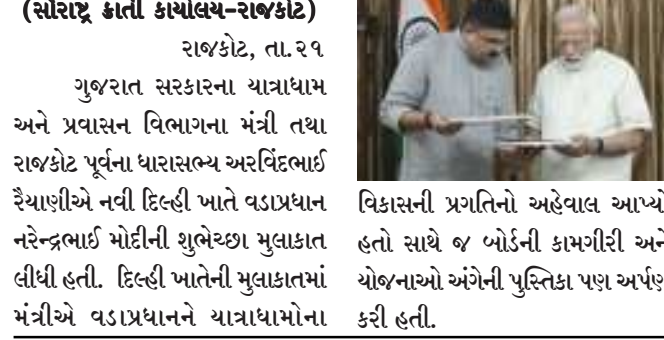 (સૌરાષ્ટ્ર ક્રાંતી કાર્યાલય-રાજકોટ)
રાજકોટ, તા.૨૧
ગુજરાત સરકારના યાત્રાધામ
અને પ્રવાસન વિભાગના મંત્રી તથા
રાજકોટ પૂર્વના ધારાસભ્ય અરવિંદભાઈ
રૈયાણીએ નવી દિલ્હી ખાતે વડાપ્રધાન
નરેન્દ્રભાઈ મોદીની શુભેચ્છા મુલાકાત
લીધી હતી. દિલ્હી ખાતેની મુલાકાતમાં
મંત્રીએ વડાપ્રધાનને યાત્રાધામોના
વિકાસની પ્રગતિનો અહેવાલ આપ્યો
હતો સાથે જ બોર્ડની કામગીરી અને
યોજનાઓ અંગેની પુસ્તિકા પણ અર્પણ
કરી હતી.